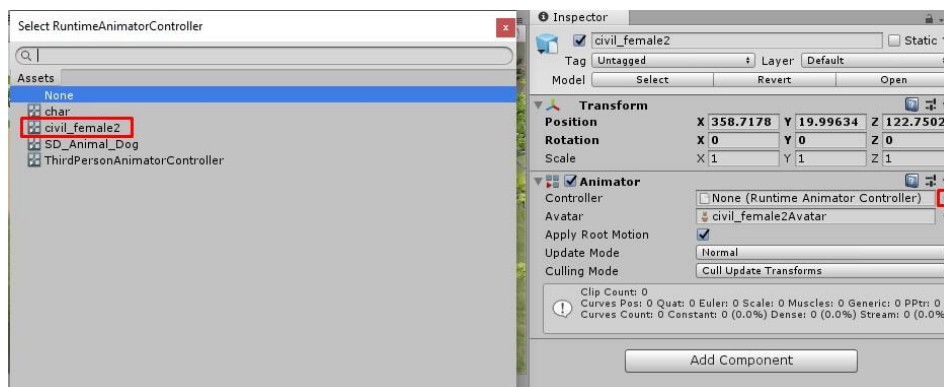 Select RuntimeAnimatorController
x
Assets
None
char
civil_female2
SD_Animal_Dog
ThirdPersonAnimatorController
Inspector
civil_female2
Static
Tag Untagged Layer Default
Model Select Revert Open
Transform
Position X 358.7178 Y 19.99634 Z 122.7502
Rotation X 0 Y 0 Z 0
Scale X 1 Y 1 Z 1
Animator
Controller None (Runtime Animator Controller)
Avatar civil_female2Avatar
Apply Root Motion
Update Mode Normal
Culling Mode Cull Update Transforms
Clip Count: 0
Curves Pos: 0 Quat: 0 Euler: 0 Scale: 0 Muscles: 0 Generic: 0 PPtr: 0
Curves Count: 0 Constant: 0 (0.0%) Dense: 0 (0.0%) Stream: 0 (0.0%
Add Component